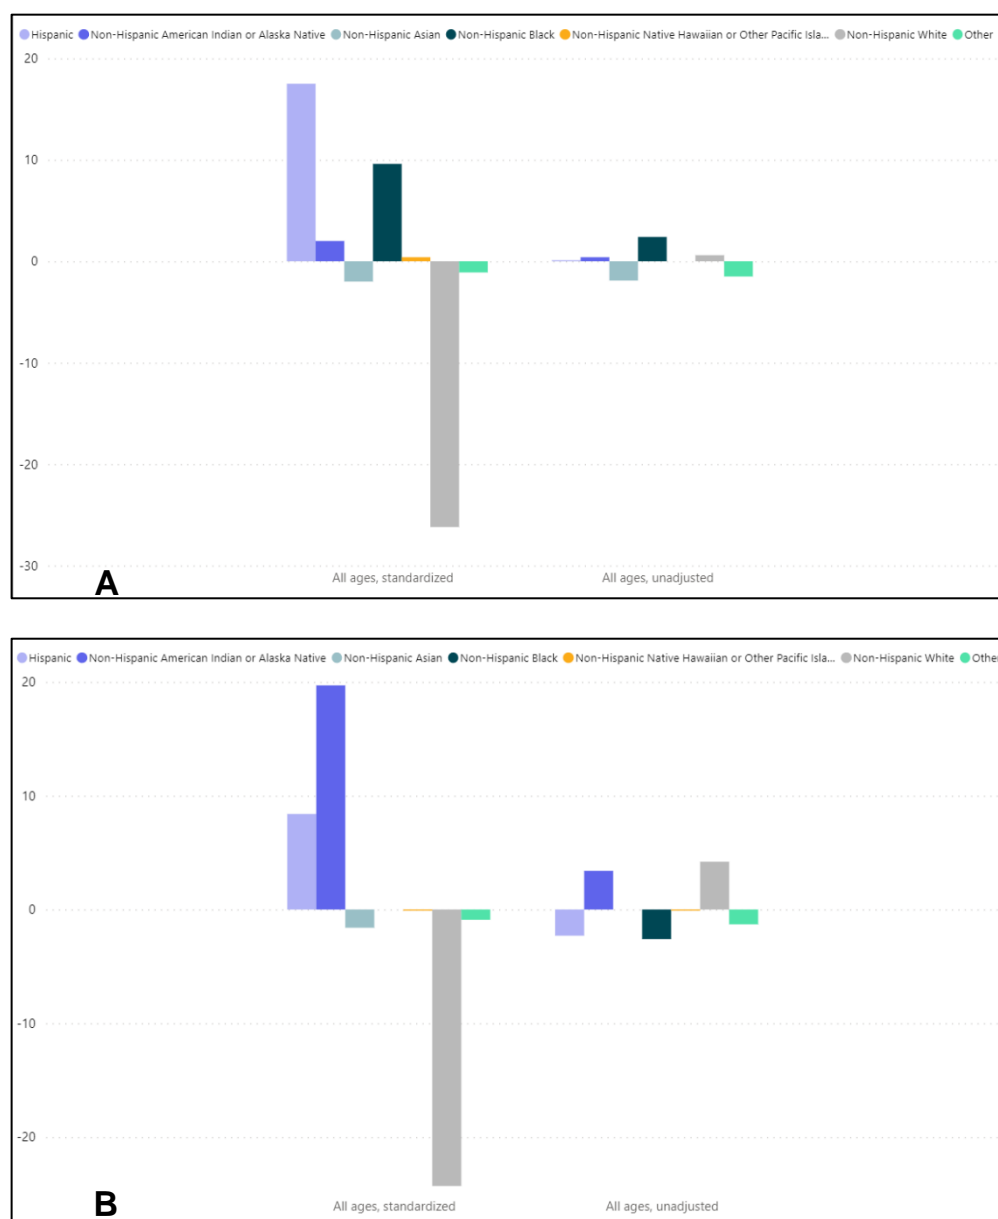 Hispanic Non-Hispanic American Indian or Alaska Native Non-Hispanic Asian Non-Hispanic Black Non-Hispanic Native Hawaiian or Other Pacific Isla... Non-Hispanic White Other
20
10
0
-10
-20
-30
All ages, standardized All ages, unadjusted
A
Hispanic Non-Hispanic American Indian or Alaska Native Non-Hispanic Asian Non-Hispanic Black Non-Hispanic Native Hawaiian or Other Pacific Isla... Non-Hispanic White Other
20
10
0
-10
-20
All ages, standardized All ages, unadjusted
B